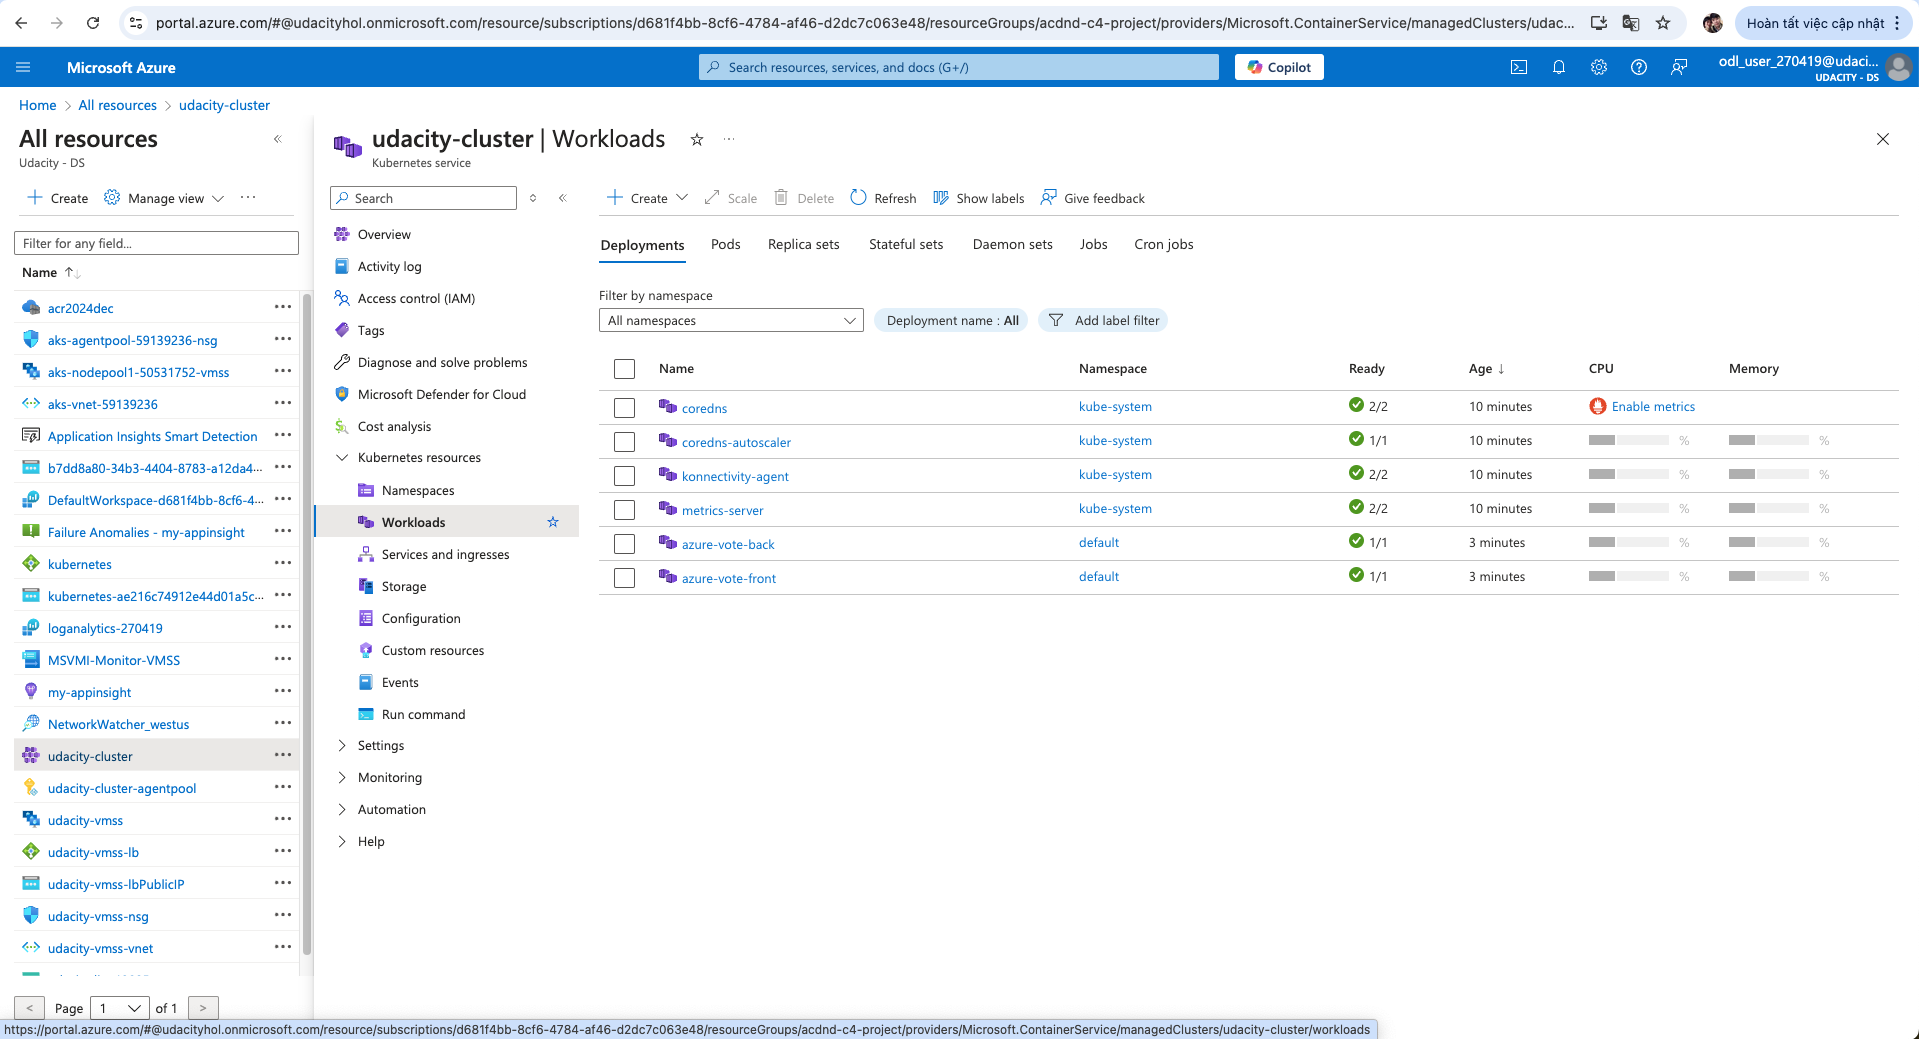 portal.azure.com/#@udacityhol.onmicrosoft.com/resource/subscriptions/d681f4bb-8cf6-4784-af46-d2dc7c063e48/resourceGroups/acdnd-c4-project/providers/Microsoft.ContainerService/managedClusters/udac...
Hoàn tất việc cập nhật
Microsoft Azure
Search resources, services, and docs (G+/)
Copilot
odl_user_270419@udaci...
UDACITY - DS
Home > All resources > udacity-cluster
All resources
Udacity - DS
Create
Manage view
Filter for any field...
Name
acr2024dec
aks-agentpool-59139236-nsg
aks-nodepool1-50531752-vmss
aks-vnet-59139236
Application Insights Smart Detection
b7dd8a80-34b3-4404-8783-a12da4...
DefaultWorkspace-d681f4bb-8cf6-4...
Failure Anomalies - my-appinsight
kubernetes
kubernetes-ae216c74912e44d01a5c...
loganalytics-270419
MSVMI-Monitor-VMSS
my-appinsight
NetworkWatcher_westus
udacity-cluster
udacity-cluster-agentpool
udacity-vmss
udacity-vmss-lb
udacity-vmss-lbPublicIP
udacity-vmss-nsg
udacity-vmss-vnet
< Page 1 of 1 >
udacity-cluster | Workloads
Kubernetes service
Search
Overview
Activity log
Access control (IAM)
Tags
Diagnose and solve problems
Microsoft Defender for Cloud
Cost analysis
Kubernetes resources
Namespaces
Workloads
Services and ingresses
Storage
Configuration
Custom resources
Events
Run command
Settings
Monitoring
Automation
Help
Create Scale Delete Refresh Show labels Give feedback
Deployments Pods Replica sets Stateful sets Daemon sets Jobs Cron jobs
Filter by namespace
All namespaces Deployment name : All Add label filter
Name Namespace Ready Age ↓ CPU Memory
coredns kube-system 2/2 10 minutes Enable metrics
coredns-autoscaler kube-system 1/1 10 minutes % %
konnectivity-agent kube-system 2/2 10 minutes % %
metrics-server kube-system 2/2 10 minutes % %
azure-vote-back default 1/1 3 minutes % %
azure-vote-front default 1/1 3 minutes % %
https://portal.azure.com/#@udacityhol.onmicrosoft.com/resource/subscriptions/d681f4bb-8cf6-4784-af46-d2dc7c063e48/resourceGroups/acdnd-c4-project/providers/Microsoft.ContainerService/managedClusters/udacity-cluster/workloads